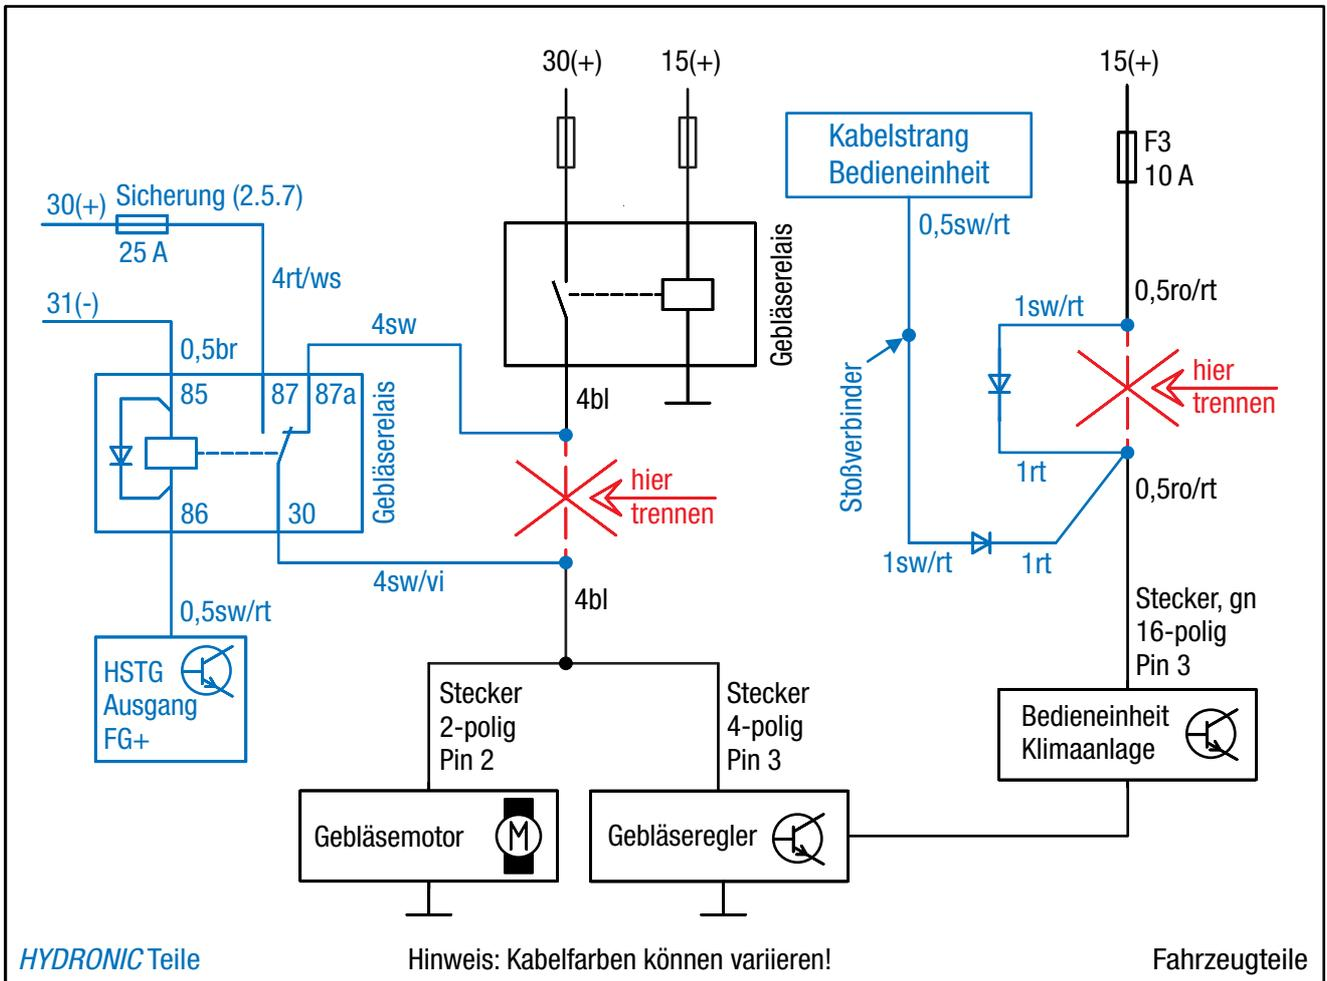 30(+)
15(+)
15(+)
Kabelstrang
Bedieneinheit
F3
10 A
30(+)
Sicherung (2.5.7)
25 A
4rt/ws
31(-)
0,5br
4sw
Gebläserelais
0,5sw/rt
0,5ro/rt
1sw/rt
85
87
87a
Gebläserelais
4bl
Stoßverbinder
hier
trennen
1rt
0,5ro/rt
hier
trennen
86
30
4sw/vi
1sw/rt
1rt
0,5sw/rt
4bl
Stecker, gn
16-polig
Pin 3
HSTG
Ausgang
FG+
Stecker
2-polig
Pin 2
Stecker
4-polig
Pin 3
Bedieneinheit
Klimaanlage
Gebläsemotor
M
Gebläseregler
HYDRONIC Teile
Hinweis: Kabelfarben können variieren!
Fahrzeugteile